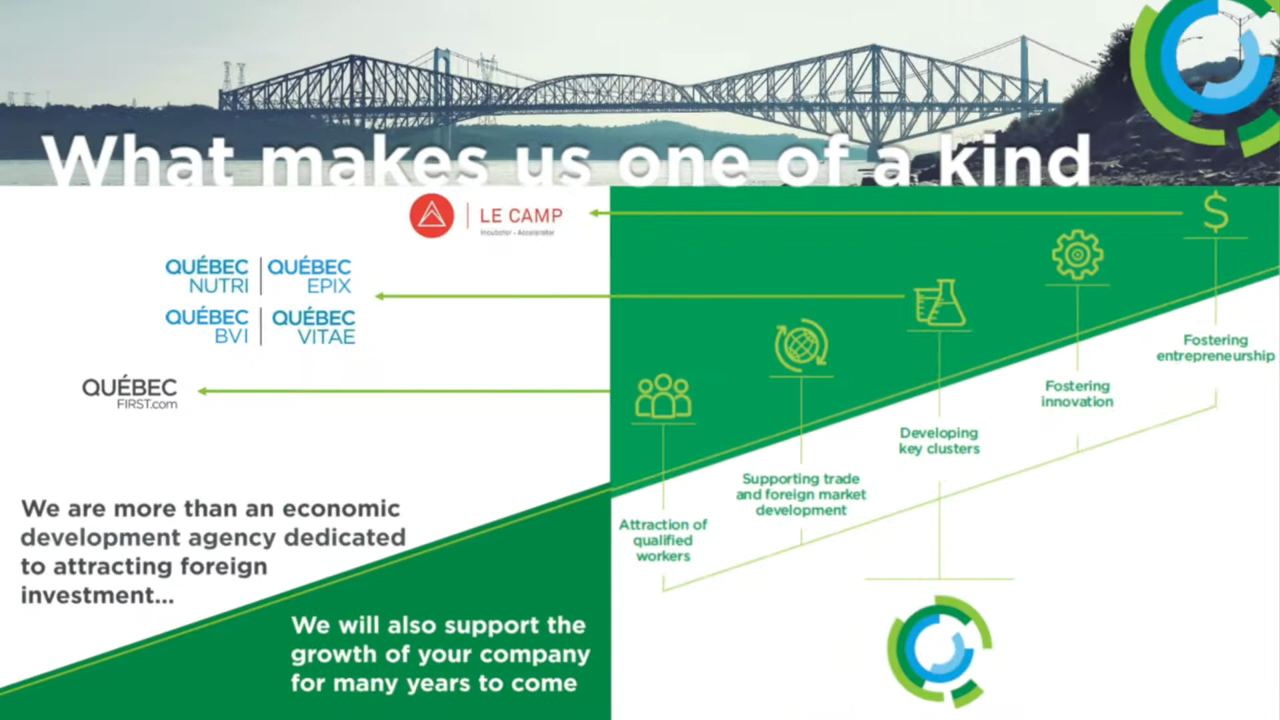 What makes us one of a kind
LE CAMP
Incubator - Accelerator
QUÉBEC
NUTRI
QUÉBEC
EPIX
QUÉBEC
BVI
QUÉBEC
VITAE
QUÉBEC
FIRST.com
We are more than an economic
development agency dedicated
to attracting foreign
investment...
We will also support the
growth of your company
for many years to come
Attraction of
qualified
workers
Supporting trade
and foreign market
development
Developing
key clusters
Fostering
innovation
Fostering
entrepreneurship
$